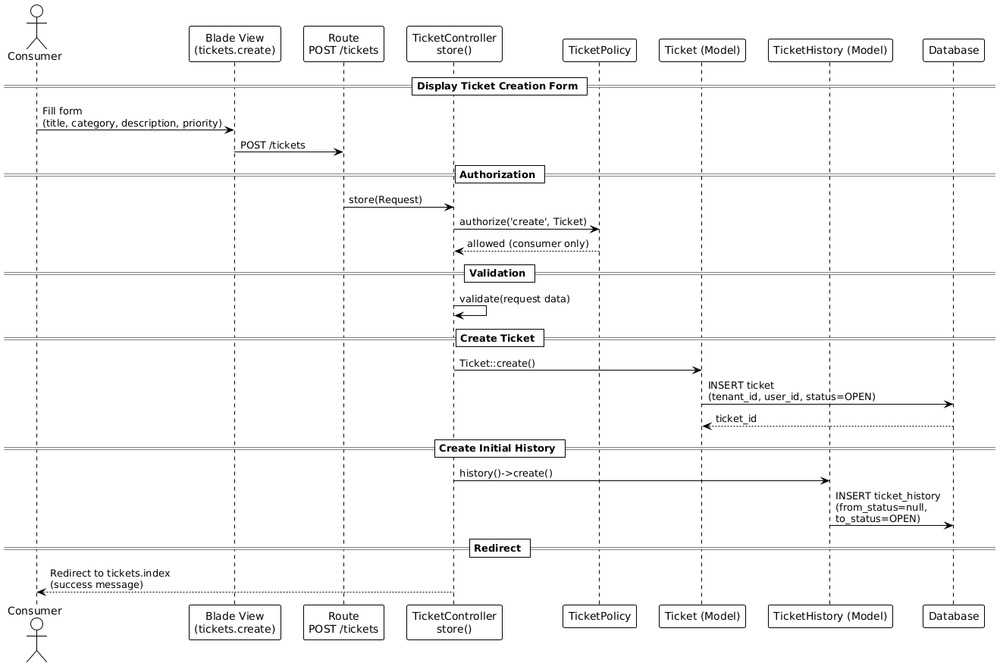 Consumer
Blade View
(tickets.create)
Route
POST /tickets
TicketController
store()
TicketPolicy
Ticket (Model)
TicketHistory (Model)
Database
Display Ticket Creation Form
Fill form
(title, category, description, priority)
POST /tickets
Authorization
store(Request)
authorize('create', Ticket)
allowed (consumer only)
Validation
validate(request data)
Create Ticket
Ticket::create()
INSERT ticket
(tenant_id, user_id, status=OPEN)
ticket_id
Create Initial History
history()->create()
INSERT ticket_history
(from_status=null,
to_status=OPEN)
Redirect
Redirect to tickets.index
(success message)
Consumer
Blade View
(tickets.create)
Route
POST /tickets
TicketController
store()
TicketPolicy
Ticket (Model)
TicketHistory (Model)
Database